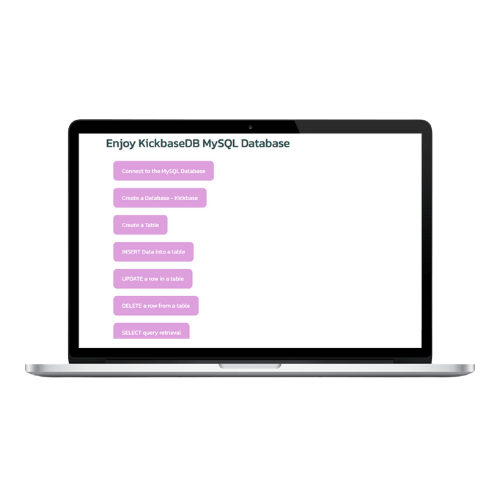 Enjoy KickbaseDB MySQL Database
Connect to the MySQL Database
Create a Database - Kickbase
Create a Table
INSERT Data into a table
UPDATE a row in a table
DELETE a row from a table
SELECT query retrieval